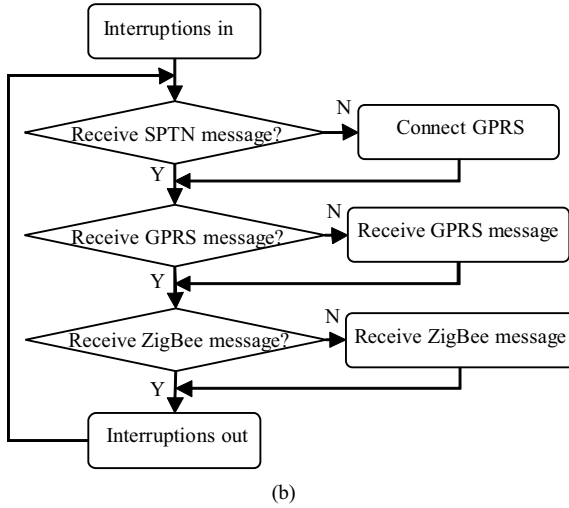 Interruptions in
Receive SPTN message?
N
Connect GPRS
Y
Receive GPRS message?
N
Receive GPRS message
Y
Receive ZigBee message?
N
Receive ZigBee message
Y
Interruptions out
(b)